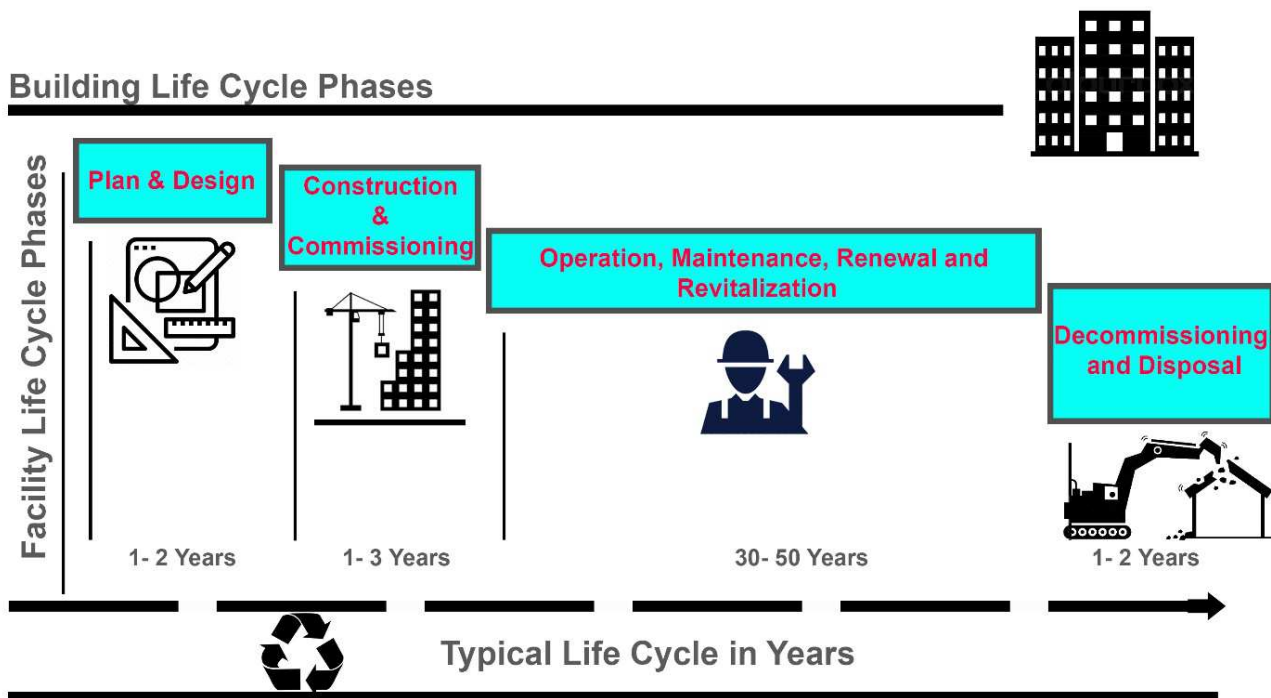 Building Life Cycle Phases
Facility Life Cycle Phases
Plan & Design
Construction
&
Commissioning
Operation, Maintenance, Renewal and
Revitalization
Decommissioning
and Disposal
1- 2 Years
1- 3 Years
30- 50 Years
1- 2 Years
Typical Life Cycle in Years